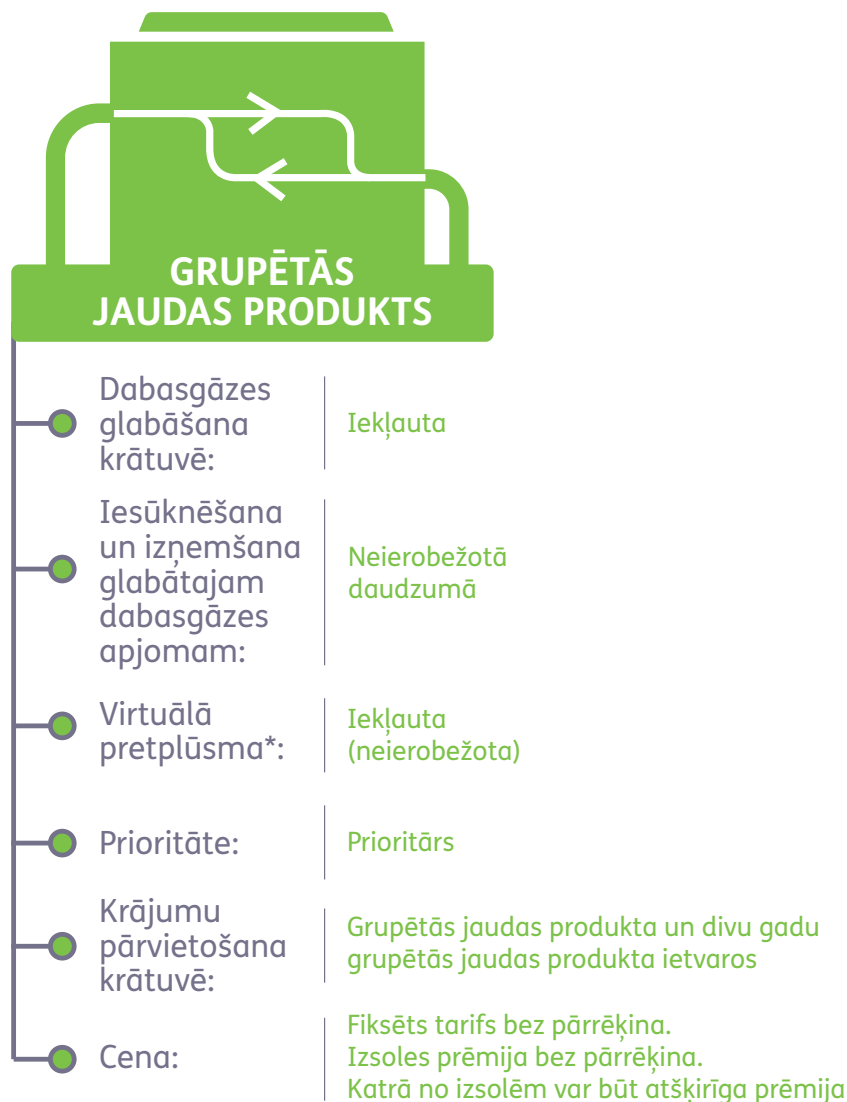 GRUPĒTĀS
JAUDAS PRODUKTS
Dabasgāzes
glabāšana
krātuvē:
Iekļauta
Iesūknēšana
un izņemšana
glabātajam
dabasgāzes
apjomam:
Neierobežotā
daudzumā
Virtuālā
pretplūsma*:
Iekļauta
(neierobežota)
Prioritāte:
Prioritārs
Krājumu
pārvietošana
krātuvē:
Grupētās jaudas produkta un divu gadu
grupētās jaudas produkta ietvaros
Cena:
Fiksēts tarifs bez pārrēķina.
Izsoles prēmija bez pārrēķina.
Katrā no izsolēm var būt atšķirīga prēmija